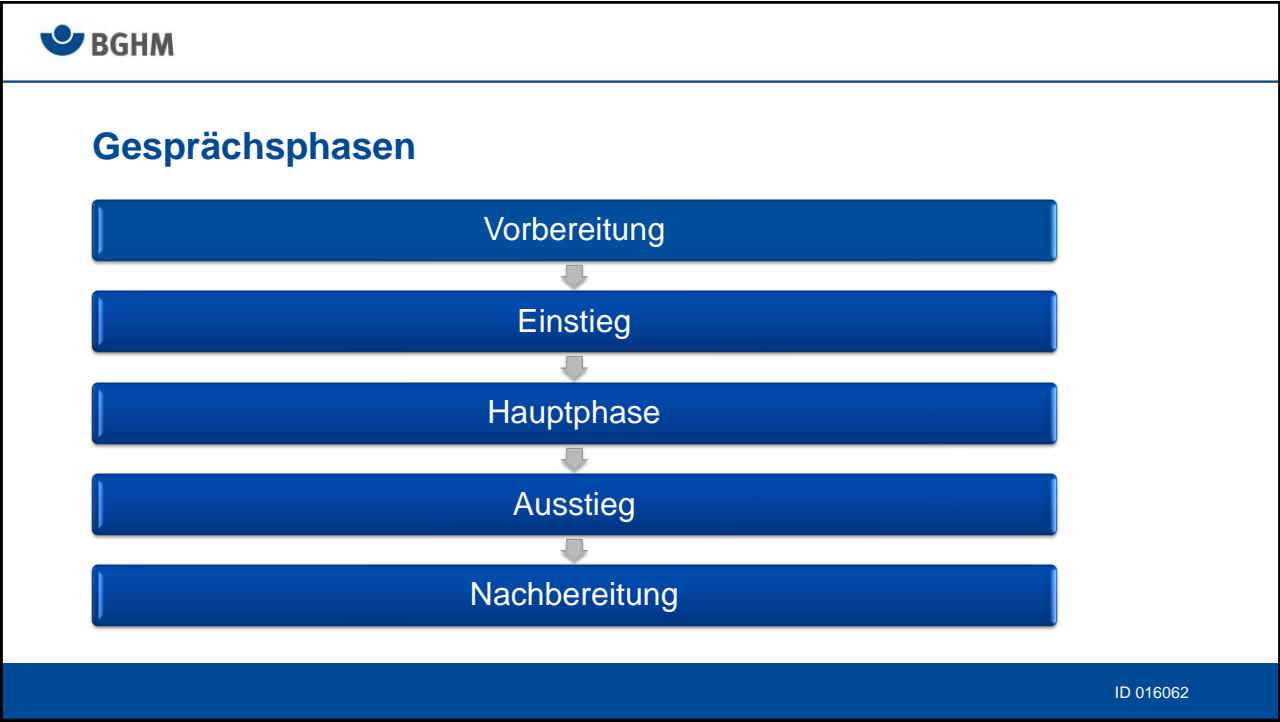 BGHM
Gesprächsphasen
Vorbereitung
Einstieg
Hauptphase
Ausstieg
Nachbereitung
ID 016062